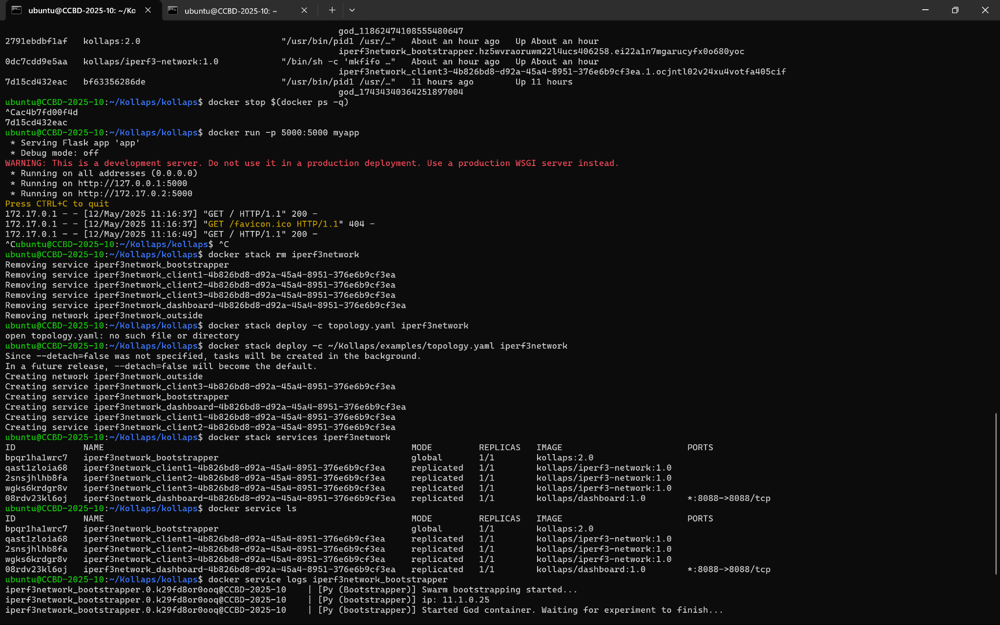 ubuntu@CCBD-2025-10: ~/Ko
ubuntu@CCBD-2025-10: ~
god_11862474108555480647
2791ebdbf1af   kollaps:2.0                           "/usr/bin/pid1 /usr/…"   About an hour ago   Up About an hour
iperf3network_bootstrapper.hz5wvraoruwm22l4ucs406258.ei22a1n7mgarucyfx0o680yoc
0dc7cdd9e5aa   kollaps/iperf3-network:1.0            "/bin/sh -c 'mkfifo …"   About an hour ago   Up About an hour
iperf3network_client3-4b826bd8-d92a-45a4-8951-376e6b9cf3ea.1.ocjntl02v24xu4votfa405cif
7d15cd432eac   bf63356286de                          "/usr/bin/pid1 /usr/…"   11 hours ago        Up 11 hours
god_17434340364251897004
ubuntu@CCBD-2025-10:~/Kollaps/kollaps$ docker stop $(docker ps -q)
^Cac4b7fd00f4d
7d15cd432eac
ubuntu@CCBD-2025-10:~/Kollaps/kollaps$ docker run -p 5000:5000 myapp
 * Serving Flask app 'app'
 * Debug mode: off
WARNING: This is a development server. Do not use it in a production deployment. Use a production WSGI server instead.
 * Running on all addresses (0.0.0.0)
 * Running on http://127.0.0.1:5000
 * Running on http://172.17.0.2:5000
Press CTRL+C to quit
172.17.0.1 - - [12/May/2025 11:16:37] "GET / HTTP/1.1" 200 -
172.17.0.1 - - [12/May/2025 11:16:37] "GET /favicon.ico HTTP/1.1" 404 -
172.17.0.1 - - [12/May/2025 11:16:49] "GET / HTTP/1.1" 200 -
^Cubuntu@CCBD-2025-10:~/Kollaps/kollaps$ ^C
ubuntu@CCBD-2025-10:~/Kollaps/kollaps$ docker stack rm iperf3network
Removing service iperf3network_bootstrapper
Removing service iperf3network_client1-4b826bd8-d92a-45a4-8951-376e6b9cf3ea
Removing service iperf3network_client2-4b826bd8-d92a-45a4-8951-376e6b9cf3ea
Removing service iperf3network_client3-4b826bd8-d92a-45a4-8951-376e6b9cf3ea
Removing service iperf3network_dashboard-4b826bd8-d92a-45a4-8951-376e6b9cf3ea
Removing network iperf3network_outside
ubuntu@CCBD-2025-10:~/Kollaps/kollaps$ docker stack deploy -c topology.yaml iperf3network
open topology.yaml: no such file or directory
ubuntu@CCBD-2025-10:~/Kollaps/kollaps$ docker stack deploy -c ~/Kollaps/examples/topology.yaml iperf3network
Since --detach=false was not specified, tasks will be created in the background.
In a future release, --detach=false will become the default.
Creating network iperf3network_outside
Creating service iperf3network_client3-4b826bd8-d92a-45a4-8951-376e6b9cf3ea
Creating service iperf3network_bootstrapper
Creating service iperf3network_dashboard-4b826bd8-d92a-45a4-8951-376e6b9cf3ea
Creating service iperf3network_client1-4b826bd8-d92a-45a4-8951-376e6b9cf3ea
Creating service iperf3network_client2-4b826bd8-d92a-45a4-8951-376e6b9cf3ea
ubuntu@CCBD-2025-10:~/Kollaps/kollaps$ docker stack services iperf3network
ID             NAME                                                           MODE         REPLICAS   IMAGE                        PORTS
bpqr1ha1wrc7   iperf3network_bootstrapper                                     global       1/1        kollaps:2.0
qast1zloia68   iperf3network_client1-4b826bd8-d92a-45a4-8951-376e6b9cf3ea     replicated   1/1        kollaps/iperf3-network:1.0
2snsjhlhb8fa   iperf3network_client2-4b826bd8-d92a-45a4-8951-376e6b9cf3ea     replicated   1/1        kollaps/iperf3-network:1.0
wgks6krdgr8v   iperf3network_client3-4b826bd8-d92a-45a4-8951-376e6b9cf3ea     replicated   1/1        kollaps/iperf3-network:1.0
08rdv23kl6oj   iperf3network_dashboard-4b826bd8-d92a-45a4-8951-376e6b9cf3ea   replicated   1/1        kollaps/dashboard:1.0        *:8088->8088/tcp
ubuntu@CCBD-2025-10:~/Kollaps/kollaps$ docker service ls
ID             NAME                                                           MODE         REPLICAS   IMAGE                        PORTS
bpqr1ha1wrc7   iperf3network_bootstrapper                                     global       1/1        kollaps:2.0
qast1zloia68   iperf3network_client1-4b826bd8-d92a-45a4-8951-376e6b9cf3ea     replicated   1/1        kollaps/iperf3-network:1.0
2snsjhlhb8fa   iperf3network_client2-4b826bd8-d92a-45a4-8951-376e6b9cf3ea     replicated   1/1        kollaps/iperf3-network:1.0
wgks6krdgr8v   iperf3network_client3-4b826bd8-d92a-45a4-8951-376e6b9cf3ea     replicated   1/1        kollaps/iperf3-network:1.0
08rdv23kl6oj   iperf3network_dashboard-4b826bd8-d92a-45a4-8951-376e6b9cf3ea   replicated   1/1        kollaps/dashboard:1.0        *:8088->8088/tcp
ubuntu@CCBD-2025-10:~/Kollaps/kollaps$ docker service logs iperf3network_bootstrapper
iperf3network_bootstrapper.0.k29fd8or0ooq@CCBD-2025-10    | [Py (Bootstrapper)] Swarm bootstrapping started...
iperf3network_bootstrapper.0.k29fd8or0ooq@CCBD-2025-10    | [Py (bootstrapper)] ip: 11.1.0.25
iperf3network_bootstrapper.0.k29fd8or0ooq@CCBD-2025-10    | [Py (bootstrapper)] Started God container. Waiting for experiment to finish...